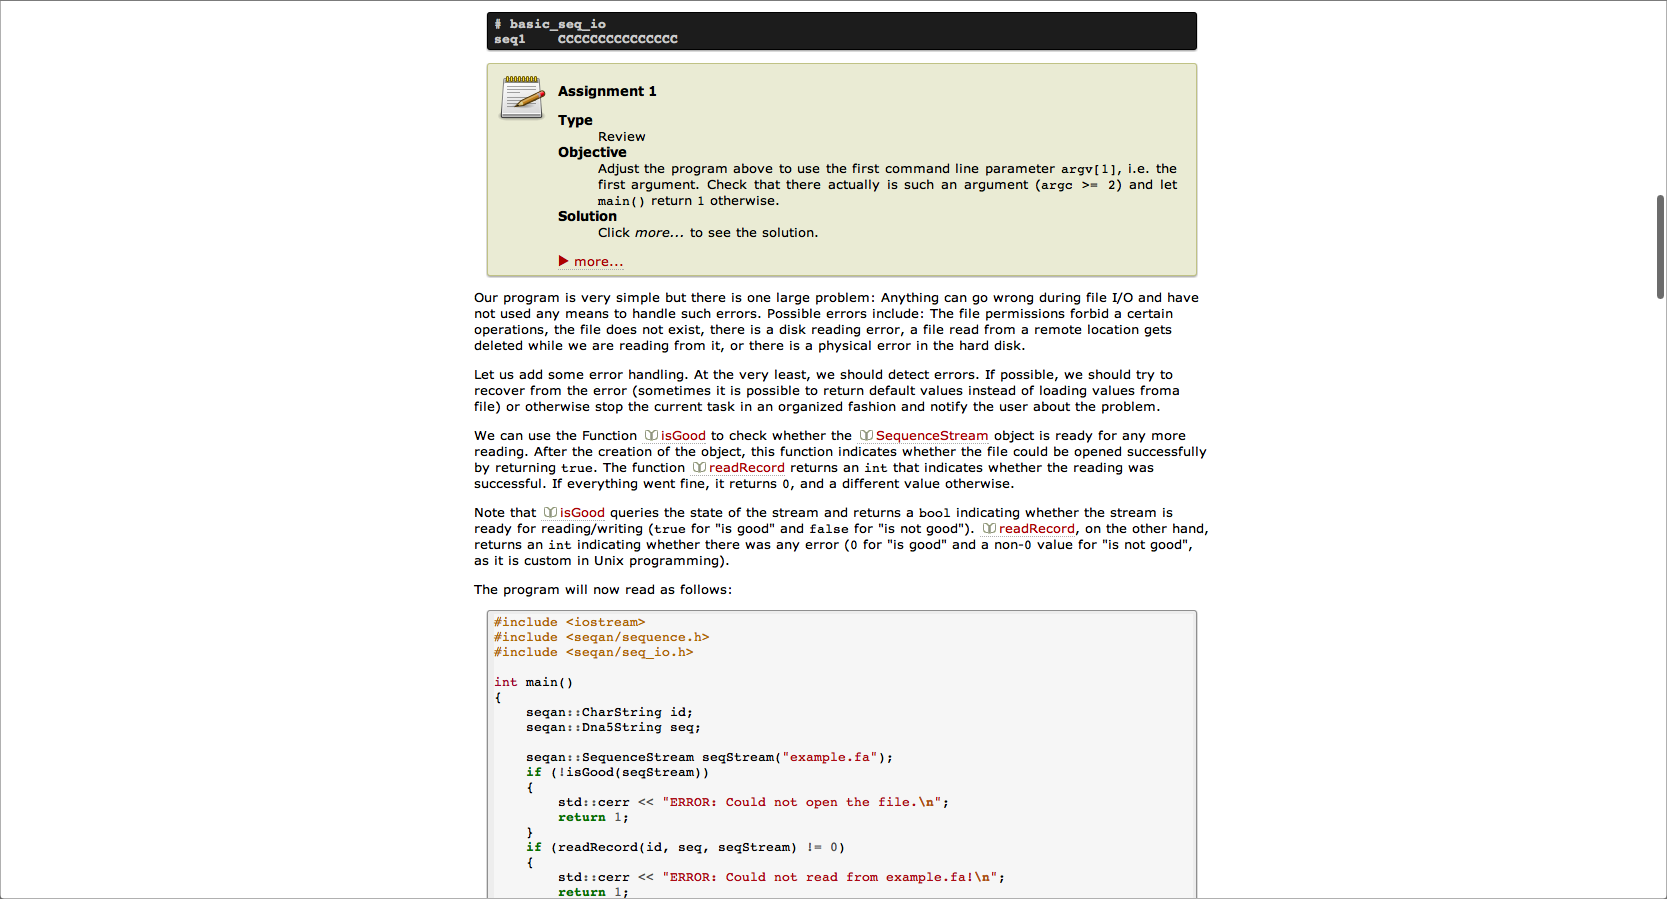 # basic_seq_io
seq1    CCCCCCCCCCCCCCC
Assignment 1
Type
Review
Objective
Adjust the program above to use the first command line parameter argv[1], i.e. the
first argument. Check that there actually is such an argument (argc >= 2) and let
main() return 1 otherwise.
Solution
Click more... to see the solution.
▶ more...
Our program is very simple but there is one large problem: Anything can go wrong during file I/O and have
not used any means to handle such errors. Possible errors include: The file permissions forbid a certain
operations, the file does not exist, there is a disk reading error, a file read from a remote location gets
deleted while we are reading from it, or there is a physical error in the hard disk.
Let us add some error handling. At the very least, we should detect errors. If possible, we should try to
recover from the error (sometimes it is possible to return default values instead of loading values froma
file) or otherwise stop the current task in an organized fashion and notify the user about the problem.
We can use the Function isGood to check whether the SequenceStream object is ready for any more
reading. After the creation of the object, this function indicates whether the file could be opened successfully
by returning true. The function readRecord returns an int that indicates whether the reading was
successful. If everything went fine, it returns 0, and a different value otherwise.
Note that isGood queries the state of the stream and returns a bool indicating whether the stream is
ready for reading/writing (true for "is good" and false for "is not good"). readRecord, on the other hand,
returns an int indicating whether there was any error (0 for "is good" and a non-0 value for "is not good",
as it is custom in Unix programming).
The program will now read as follows:
#include <iostream>
#include <seqan/sequence.h>
#include <seqan/seq_io.h>
int main()
{
    seqan::CharString id;
    seqan::Dna5String seq;
    seqan::SequenceStream seqStream("example.fa");
    if (!isGood(seqStream))
    {
        std::cerr << "ERROR: Could not open the file.\n";
        return 1;
    }
    if (readRecord(id, seq, seqStream) != 0)
    {
        std::cerr << "ERROR: Could not read from example.fa!\n";
        return 1;